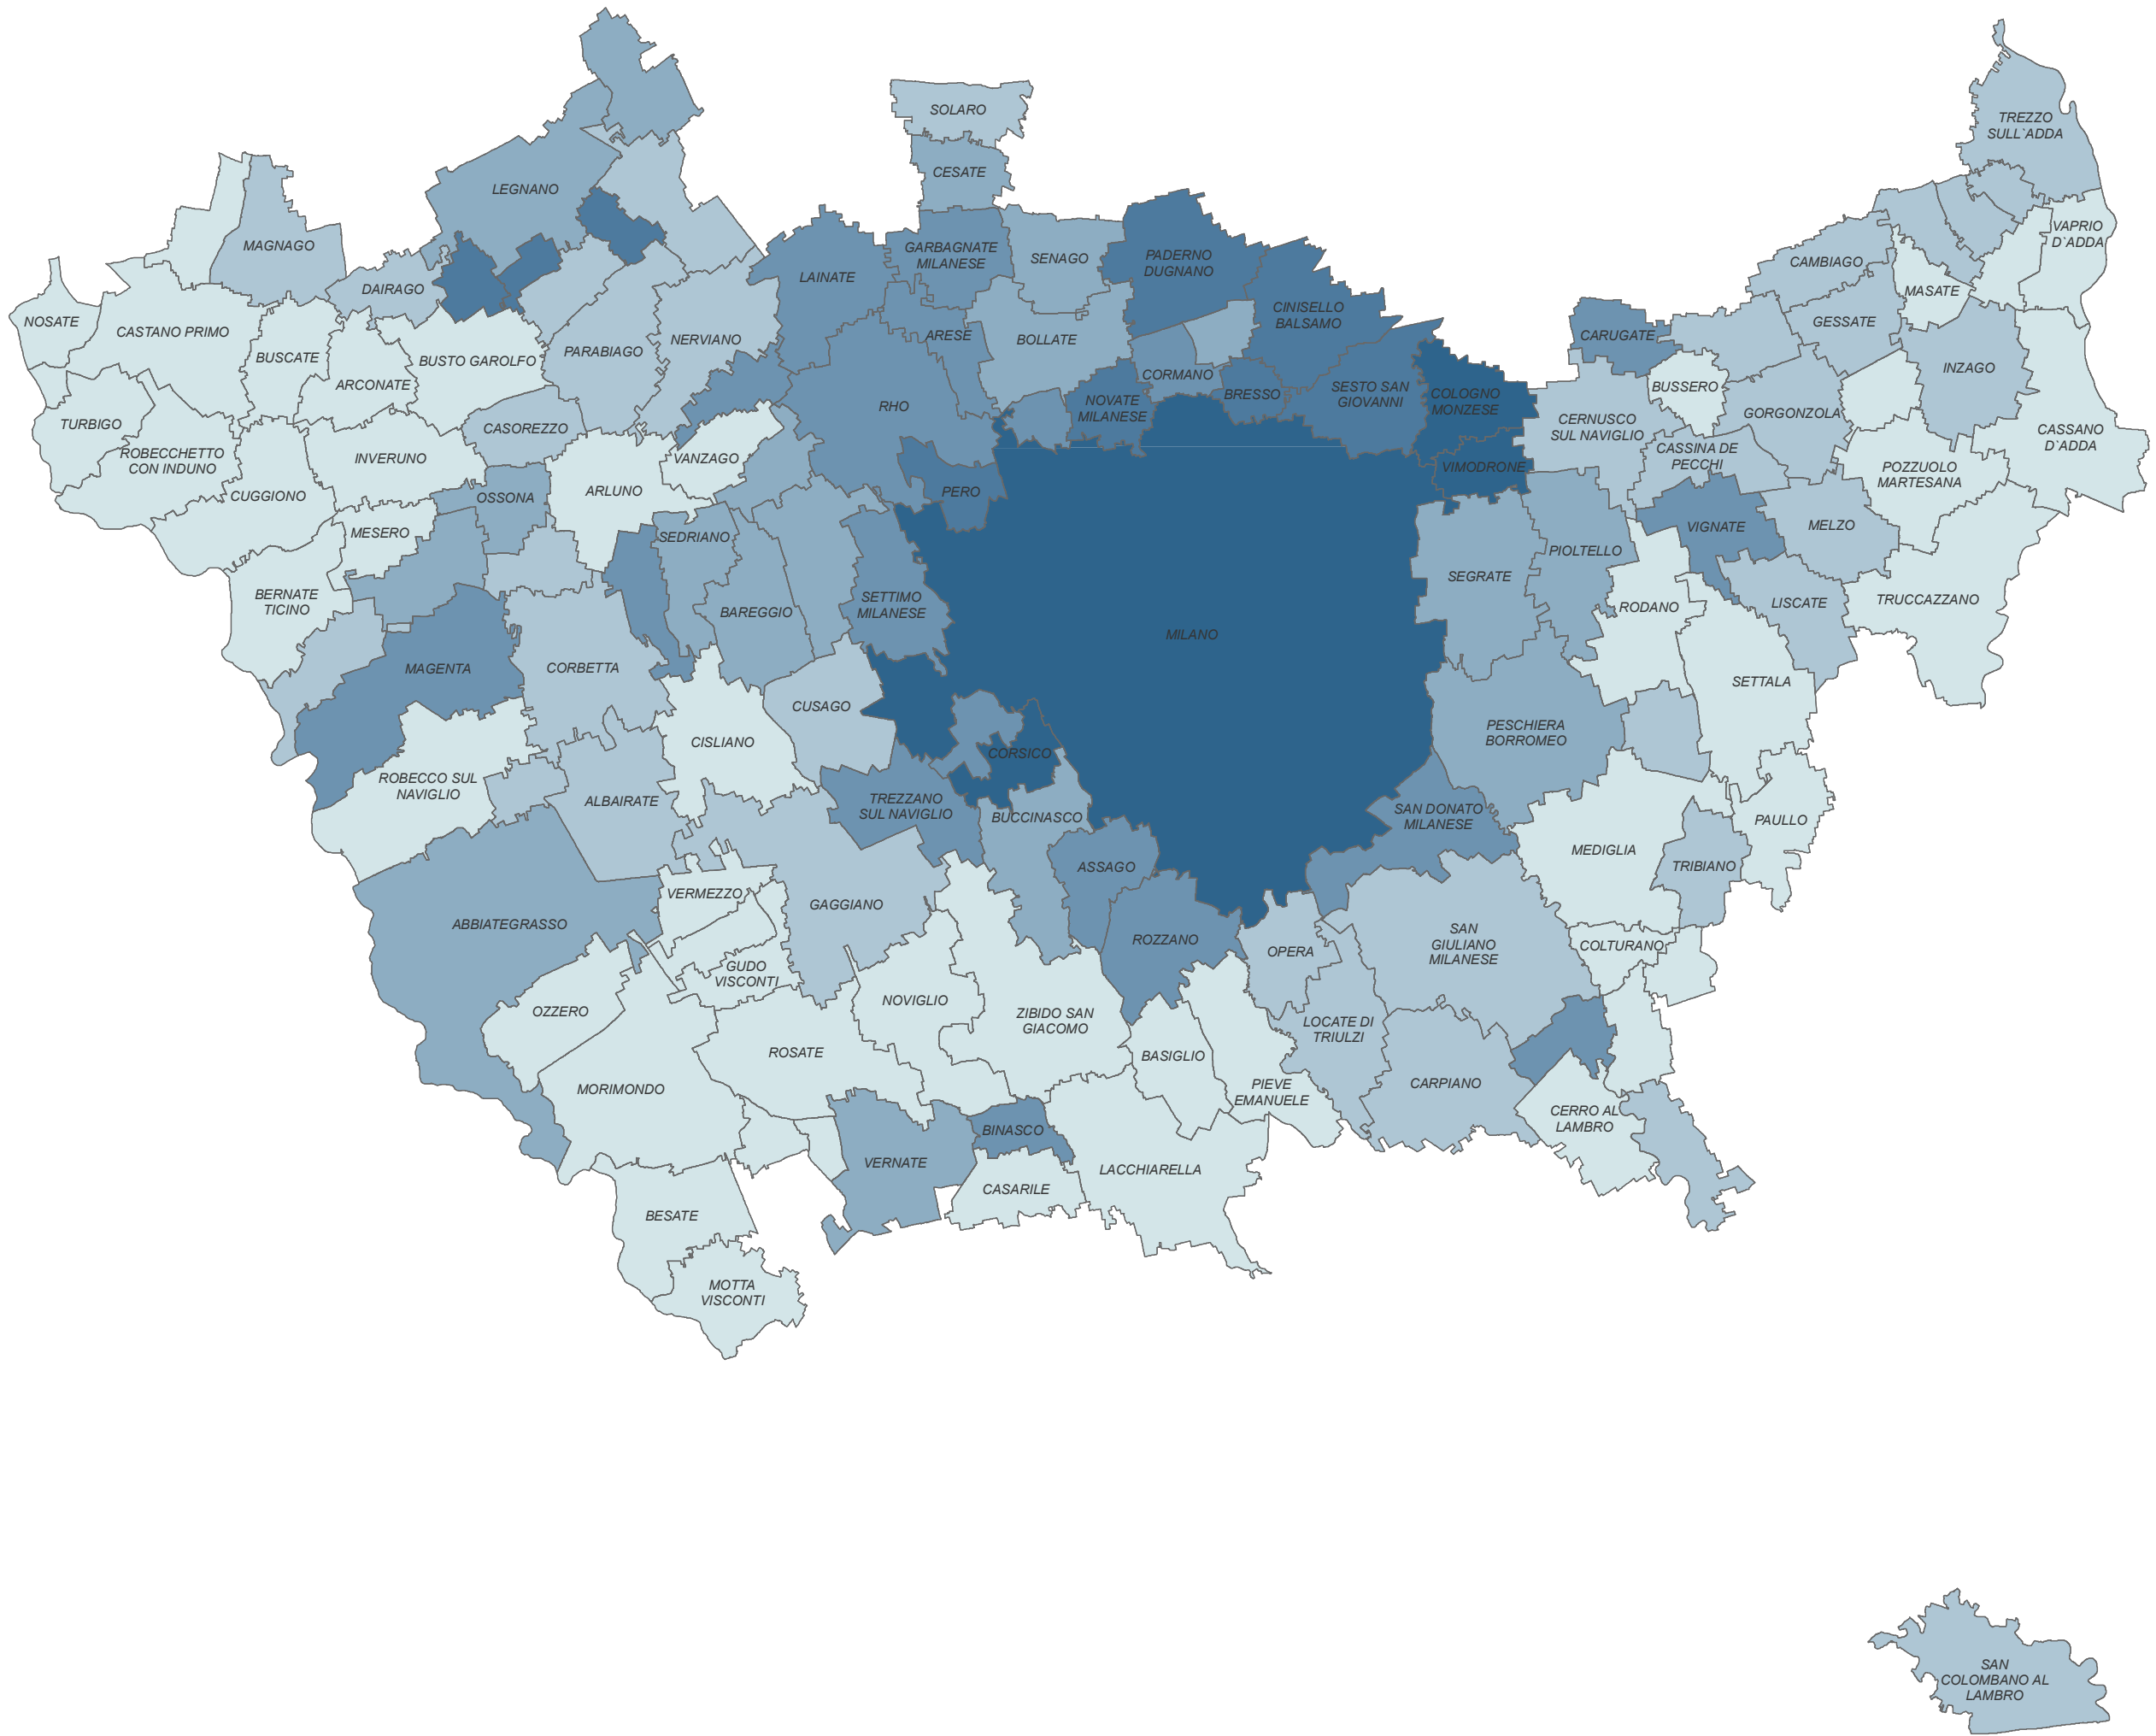 SOLARO
TREZZO
SULL`ADDA
CESATE
LEGNANO
MAGNAGO
GARBAGNATE
MILANESE
SENAGO
PADERNO
DUGNANO
VAPRIO
D`ADDA
CAMBIAGO
LAINATE
DAIRAGO
MASATE
CINISELLO
BALSAMO
NOSATE
CASTANO PRIMO
GESSATE
CARUGATE
ARESE
BOLLATE
NERVIANO
PARABIAGO
BUSCATE
BUSTO GAROLFO
INZAGO
CORMANO
ARCONATE
BUSSERO
SESTO SAN
GIOVANNI
BRESSO
COLOGNO
MONZESE
NOVATE
MILANESE
RHO
GORGONZOLA
CERNUSCO
SUL NAVIGLIO
TURBIGO
CASOREZZO
CASSANO
D`ADDA
ROBECCHETTO
CON INDUNO
INVERUNO
VANZAGO
CASSINA DE
PECCHI
VIMODRONE
POZZUOLO
MARTESANA
CUGGIONO
OSSONA
ARLUNO
PERO
MESERO
SEDRIANO
VIGNATE
MELZO
PIOLTELLO
SEGRATE
BERNATE
TICINO
BAREGGIO
SETTIMO
MILANESE
RODANO
LISCATE
TRUCCAZZANO
MILANO
MAGENTA
CORBETTA
SETTALA
CUSAGO
PESCHIERA
BORROMEO
CISLIANO
CORSICO
ROBECCO SUL
NAVIGLIO
ALBAIRATE
TREZZANO
SUL NAVIGLIO
BUCCINASCO
SAN DONATO
MILANESE
PAULLO
MEDIGLIA
TRIBIANO
ASSAGO
VERMEZZO
GAGGIANO
ABBIATEGRASSO
ROZZANO
OPERA
SAN
GIULIANO
MILANESE
COLTURANO
GUDO
VISCONTI
NOVIGLIO
OZZERO
ZIBIDO SAN
GIACOMO
LOCATE DI
TRIULZI
ROSATE
BASIGLIO
MORIMONDO
PIEVE
EMANUELE
CARPIANO
CERRO AL
LAMBRO
BINASCO
VERNATE
LACCHIARELLA
CASARILE
BESATE
MOTTA
VISCONTI
SAN
COLOMBANO AL
LAMBRO